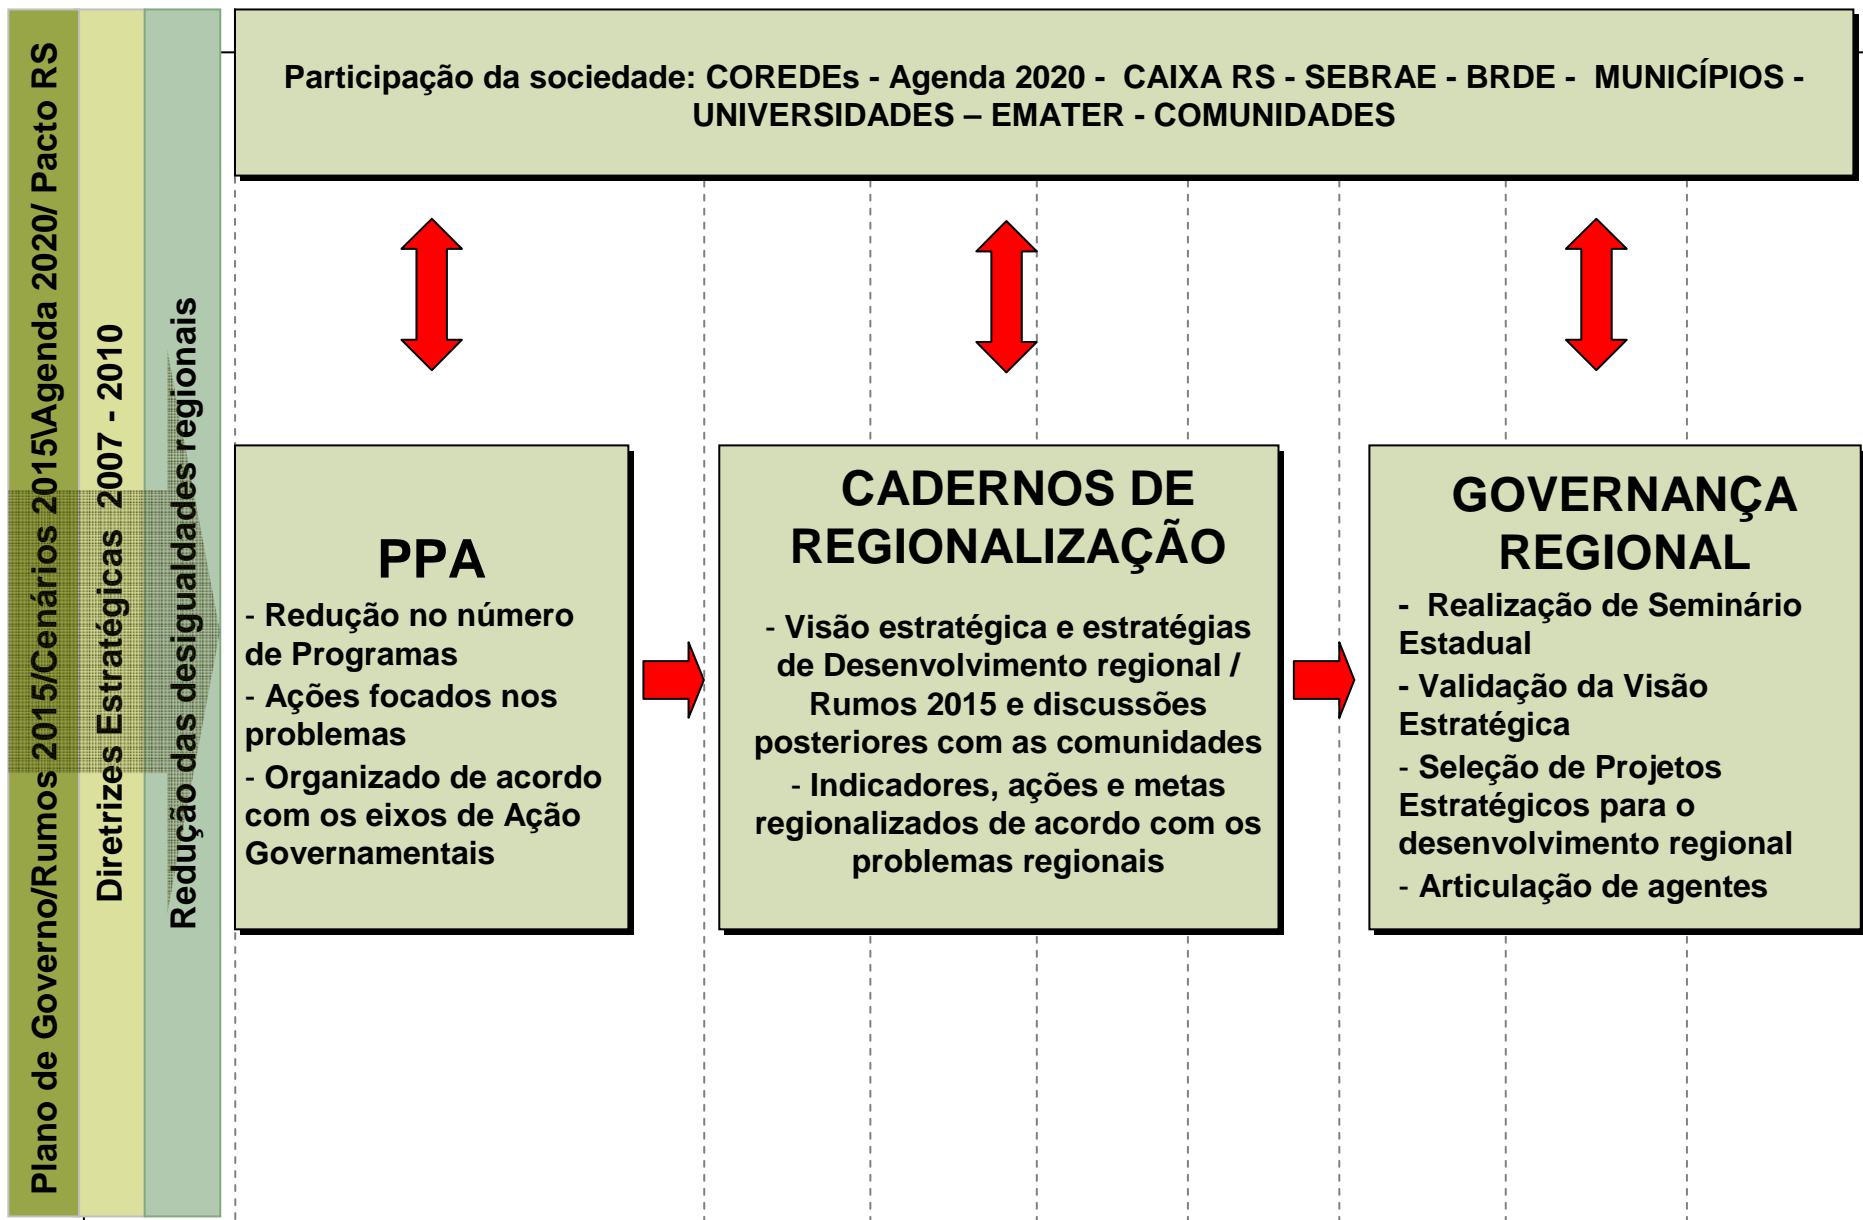 Plano de Governo/Rumos 2015/Cenários 2015\Agenda 2020/ Pacto RS
Diretrizes Estratégicas 2007 - 2010
Redução das desigualdades regionais
Participação da sociedade: COREDEs - Agenda 2020 - CAIXA RS - SEBRAE - BRDE - MUNICÍPIOS -
UNIVERSIDADES – EMATER - COMUNIDADES
PPA
- Redução no número
de Programas
- Ações focados nos
problemas
- Organizado de acordo
com os eixos de Ação
Governamentais
CADERNOS DE
REGIONALIZAÇÃO
- Visão estratégica e estratégias
de Desenvolvimento regional /
Rumos 2015 e discussões
posteriores com as comunidades
- Indicadores, ações e metas
regionalizados de acordo com os
problemas regionais
GOVERNANÇA
REGIONAL
- Realização de Seminário
Estadual
- Validação da Visão
Estratégica
- Seleção de Projetos
Estratégicos para o
desenvolvimento regional
- Articulação de agentes